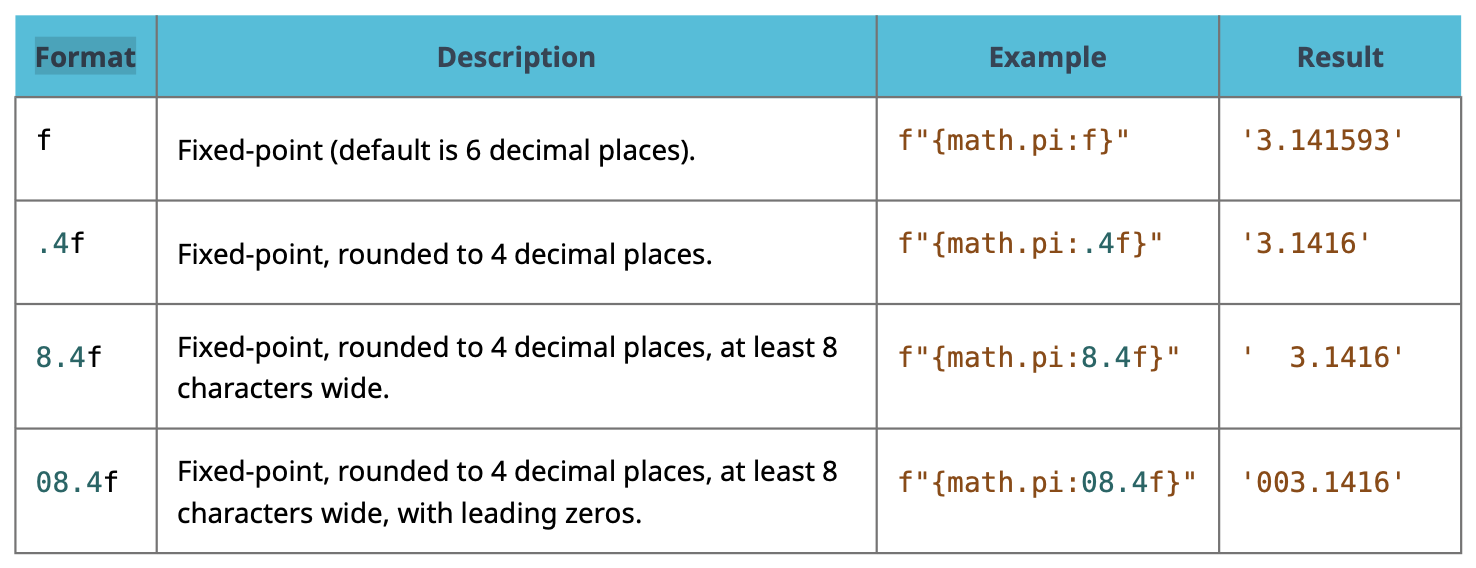 Format Description Example Result
f Fixed-point (default is 6 decimal places). f"{math.pi:f}" '3.141593'
.4f Fixed-point, rounded to 4 decimal places. f"{math.pi:.4f}" '3.1416'
8.4f Fixed-point, rounded to 4 decimal places, at least 8
characters wide. f"{math.pi:8.4f}" '  3.1416'
08.4f Fixed-point, rounded to 4 decimal places, at least 8
characters wide, with leading zeros. f"{math.pi:08.4f}" '003.1416'